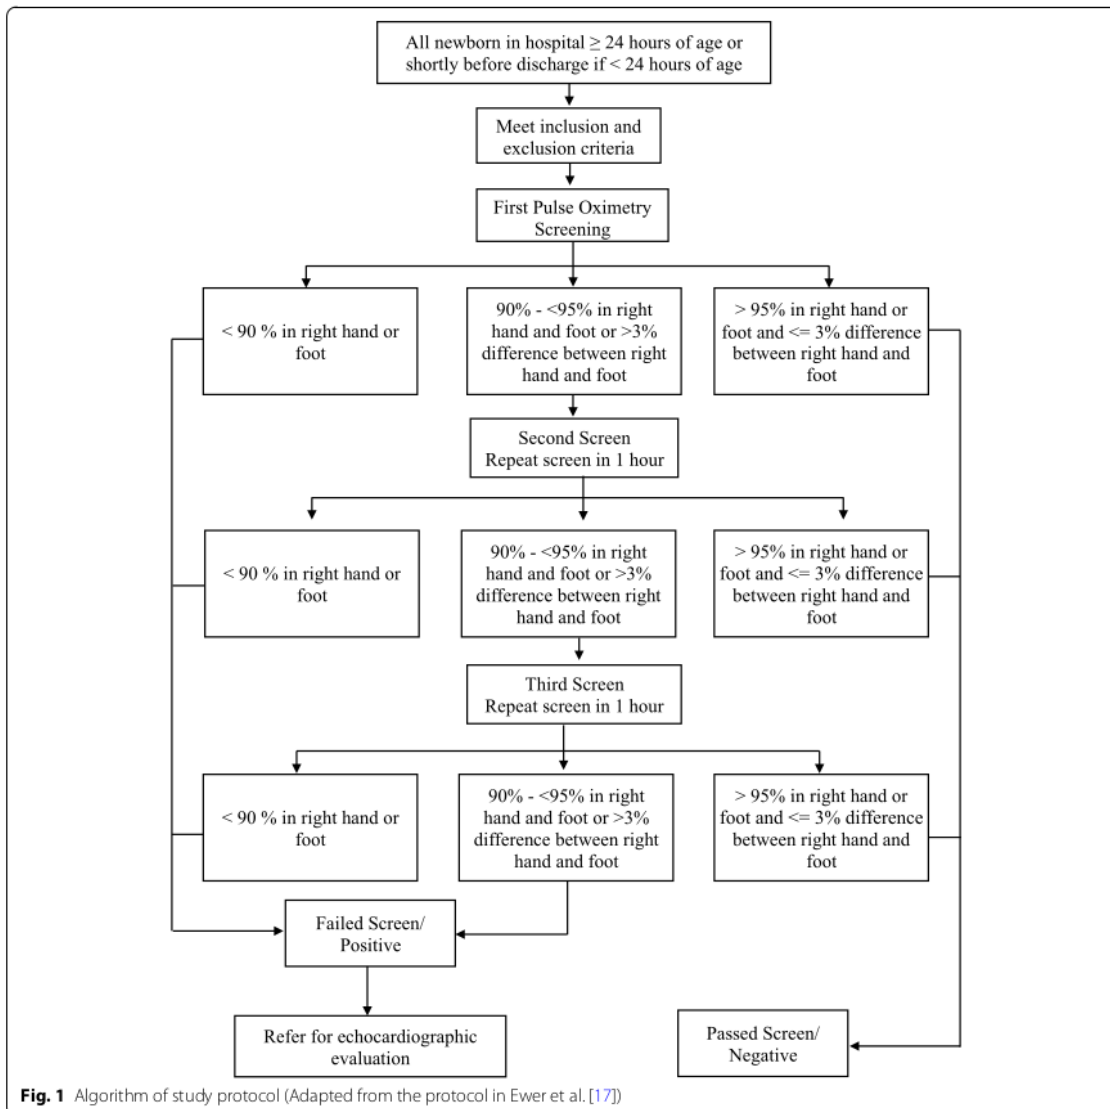 All newborn in hospital ≥ 24 hours of age or
shortly before discharge if < 24 hours of age
Meet inclusion and
exclusion criteria
First Pulse Oximetry
Screening
< 90 % in right hand or
foot
90% - <95% in right
hand and foot or >3%
difference between right
hand and foot
> 95% in right hand or
foot and <= 3% difference
between right hand and
foot
Second Screen
Repeat screen in 1 hour
< 90 % in right hand or
foot
90% - <95% in right
hand and foot or >3%
difference between right
hand and foot
> 95% in right hand or
foot and <= 3% difference
between right hand and
foot
Third Screen
Repeat screen in 1 hour
< 90 % in right hand or
foot
90% - <95% in right
hand and foot or >3%
difference between right
hand and foot
> 95% in right hand or
foot and <= 3% difference
between right hand and
foot
Failed Screen/
Positive
Refer for echocardiographic
evaluation
Passed Screen/
Negative
Fig. 1 Algorithm of study protocol (Adapted from the protocol in Ewer et al. [17])